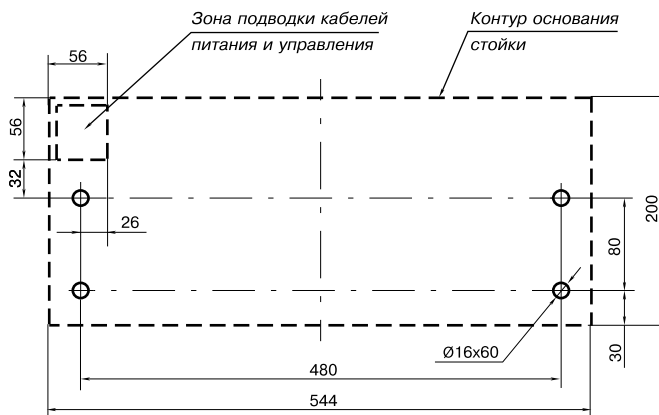 Зона подводки кабелей
питания и управления
Контур основания
стойки
56
56
32
26
200
80
30
Ø16x60
480
544